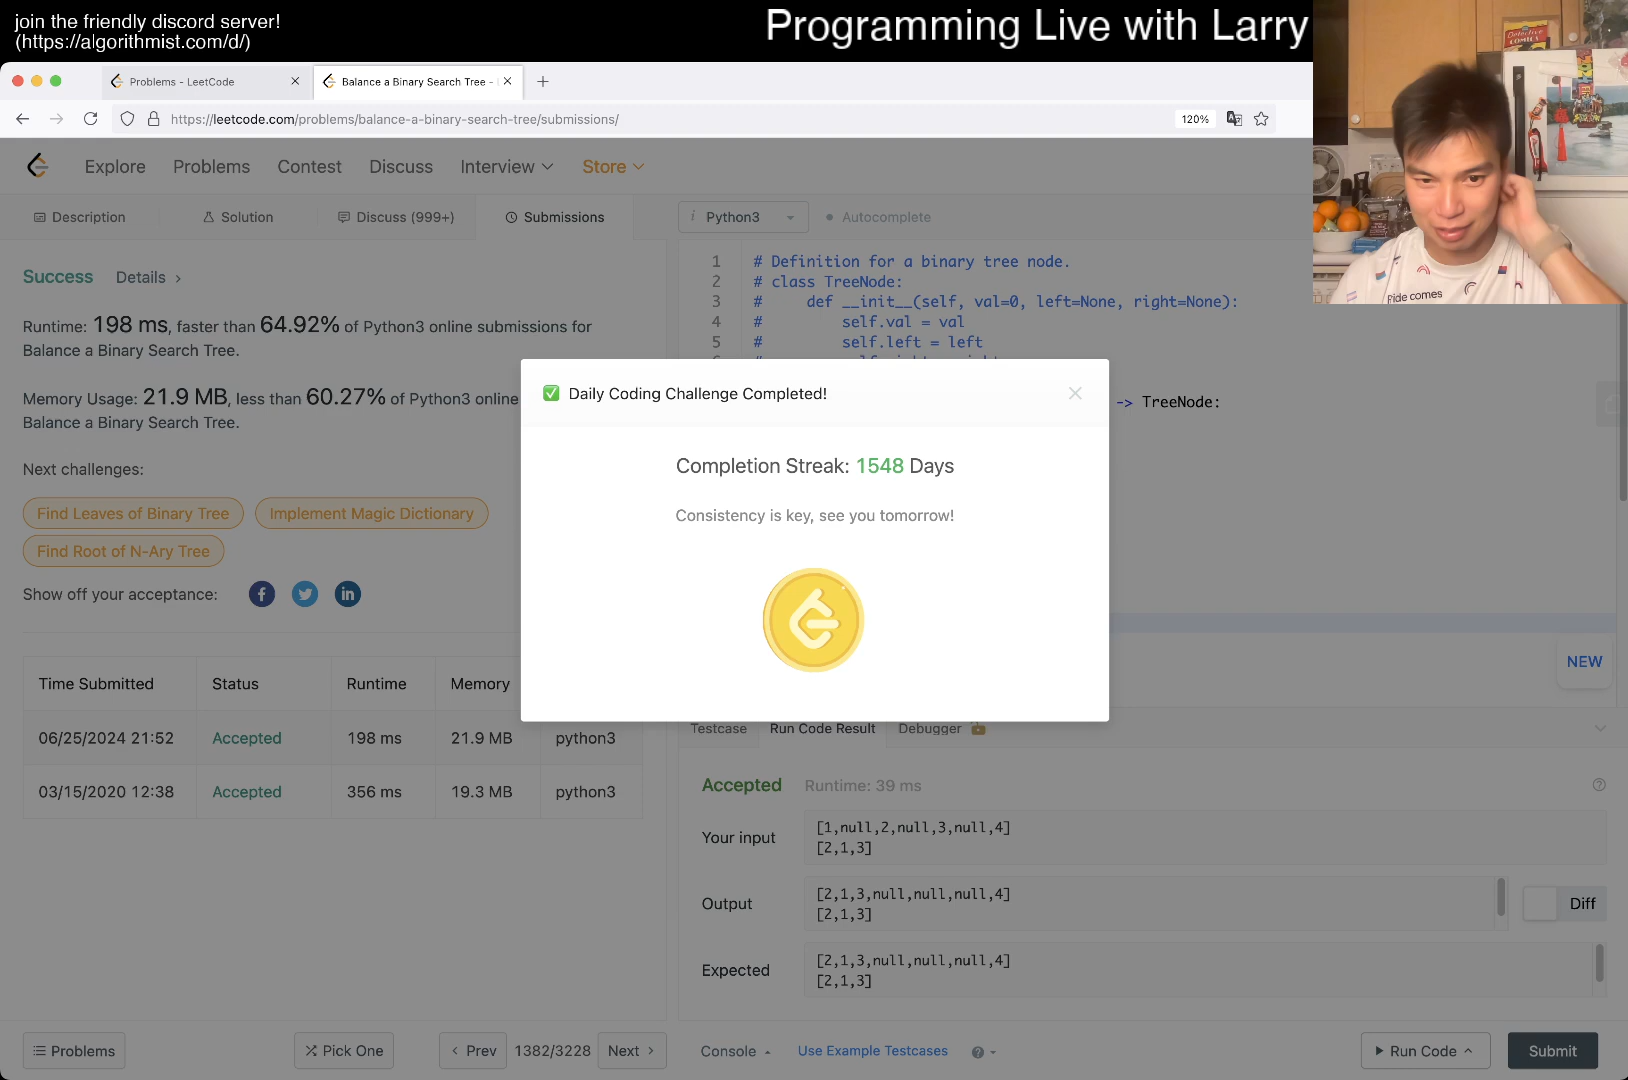 join the friendly discord server!
(https://algorithmist.com/d/)
Programming Live with Larry
Problems - LeetCode
Balance a Binary Search Tree -
https://leetcode.com/problems/balance-a-binary-search-tree/submissions/
120%
Explore
Problems
Contest
Discuss
Interview
Store
Description
Solution
Discuss (999+)
Submissions
i Python3
Autocomplete
Success
Details
Runtime: 198 ms, faster than 64.92% of Python3 online submissions for
Balance a Binary Search Tree.
Memory Usage: 21.9 MB, less than 60.27% of Python3 online
Balance a Binary Search Tree.
Next challenges:
Find Leaves of Binary Tree
Implement Magic Dictionary
Find Root of N-Ary Tree
Show off your acceptance:
Time Submitted
Status
Runtime
Memory
06/25/2024 21:52
Accepted
198 ms
21.9 MB
python3
03/15/2020 12:38
Accepted
356 ms
19.3 MB
python3
1 # Definition for a binary tree node.
2 # class TreeNode:
3 #     def __init__(self, val=0, left=None, right=None):
4 #         self.val = val
5 #         self.left = left
-> TreeNode:
Daily Coding Challenge Completed!
Completion Streak: 1548 Days
Consistency is key, see you tomorrow!
NEW
Testcase
Run Code Result
Debugger
Accepted
Runtime: 39 ms
Your input
[1,null,2,null,3,null,4]
[2,1,3]
Output
[2,1,3,null,null,null,4]
[2,1,3]
Diff
Expected
[2,1,3,null,null,null,4]
[2,1,3]
Problems
Pick One
Prev
1382/3228
Next
Console
Use Example Testcases
Run Code
Submit
Pride comes